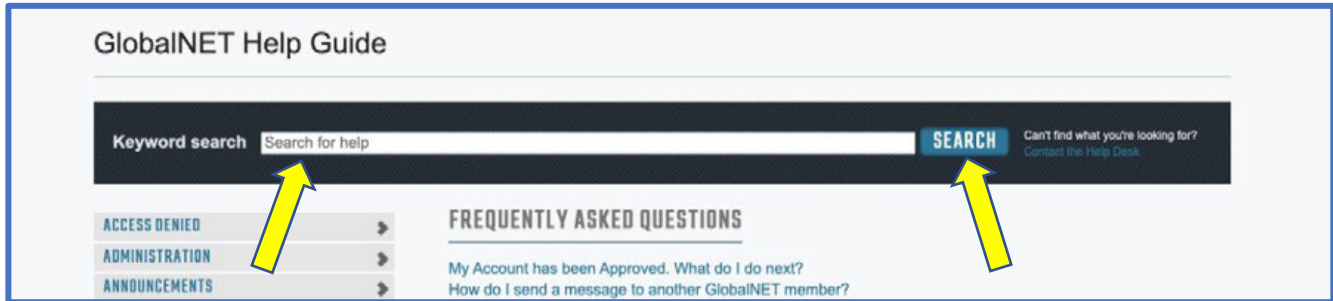 GlobalNET Help Guide
Keyword search
Search for help
SEARCH
Can't find what you're looking for?
Contact the Help Desk
ACCESS DENIED
ADMINISTRATION
ANNOUNCEMENTS
FREQUENTLY ASKED QUESTIONS
My Account has been Approved. What do I do next?
How do I send a message to another GlobalNET member?